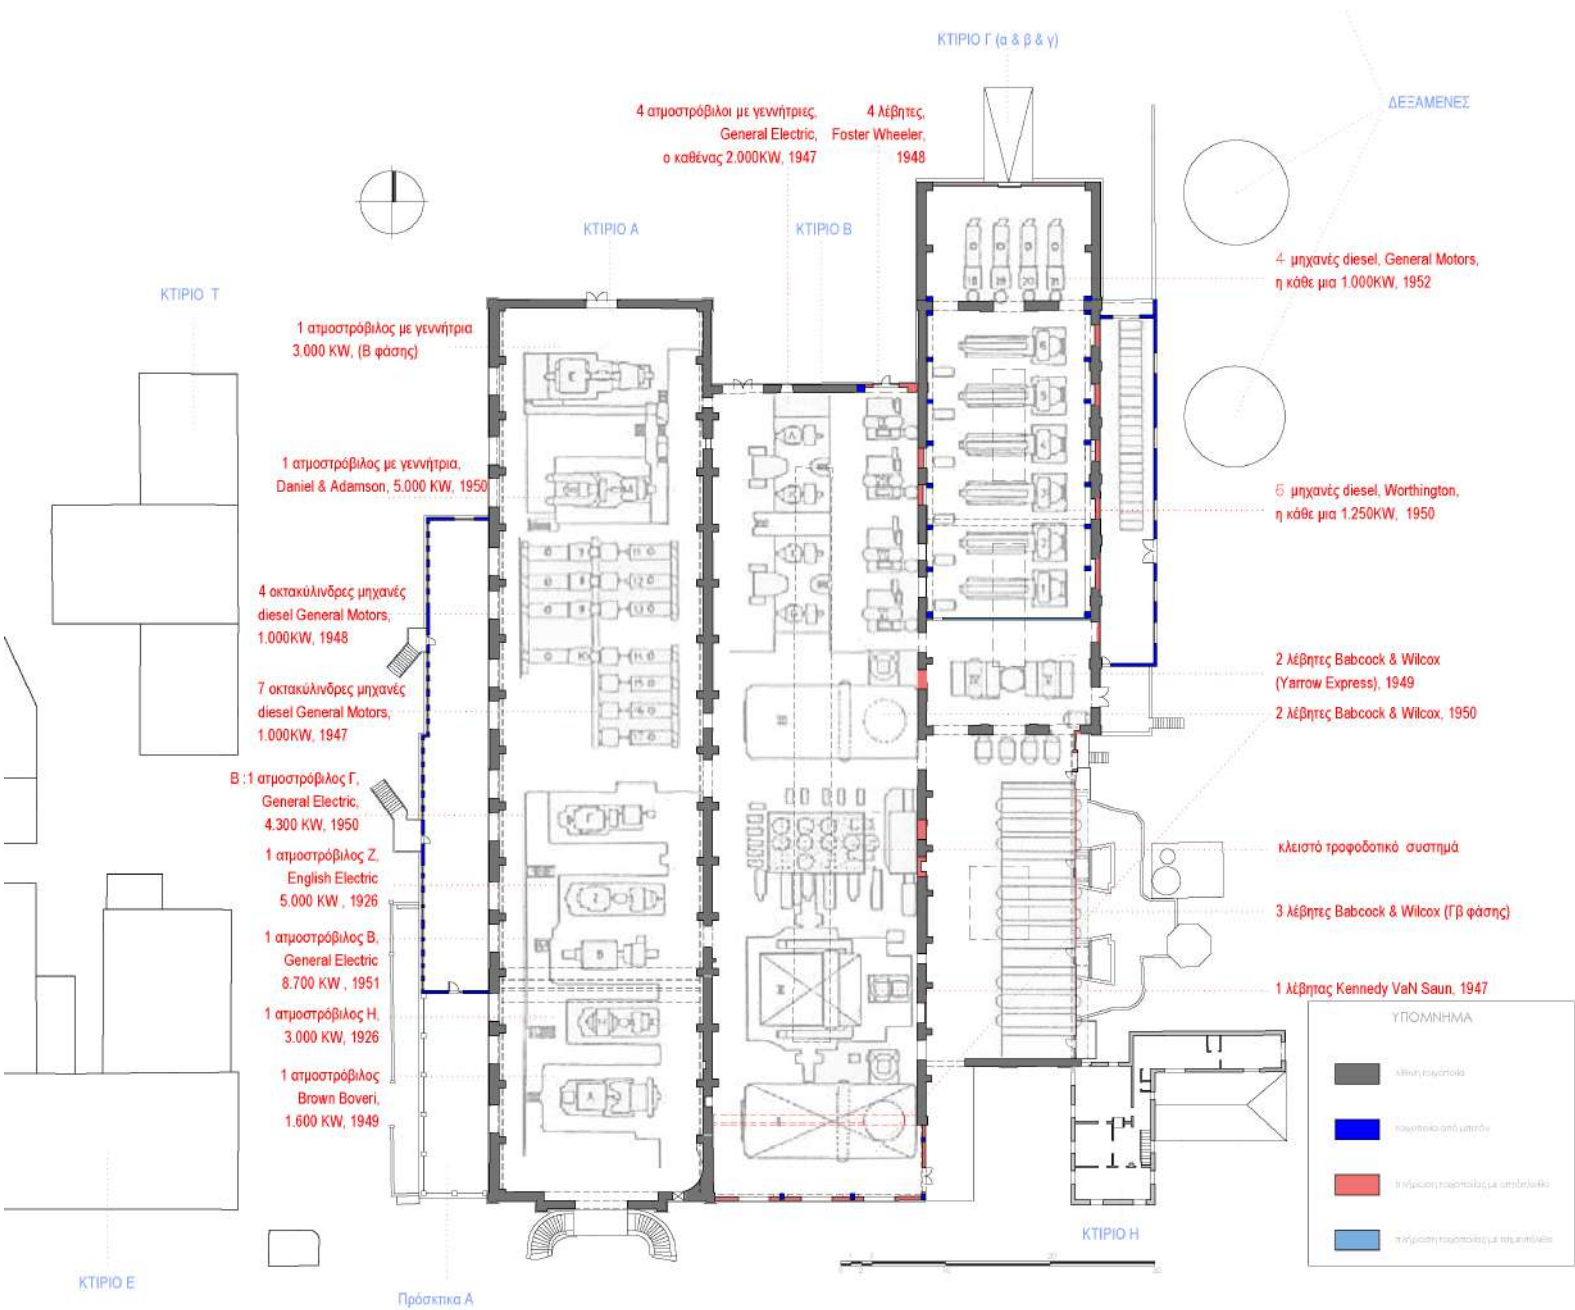 ΚΤΙΡΙΟ Γ (α & β & γ)
ΔΕΞΑΜΕΝΕΣ
4 ατμοστρόβιλοι με γεννήτριες,
General Electric,
ο καθένας 2.000KW, 1947
4 λέβητες,
Foster Wheeler,
1948
ΚΤΙΡΙΟ Α
ΚΤΙΡΙΟ Β
4 μηχανές diesel, General Motors,
η κάθε μια 1.000KW, 1952
ΚΤΙΡΙΟ Τ
1 ατμοστρόβιλος με γεννήτρια
3.000 KW, (Β φάσης)
1 ατμοστρόβιλος με γεννήτρια,
Daniel & Adamson, 5.000 KW, 1950
6 μηχανές diesel, Worthington,
η κάθε μια 1.250KW, 1950
4 οκτακύλινδρες μηχανές
diesel General Motors,
1.000KW, 1948
2 λέβητες Babcock & Wilcox
(Yarrow Express), 1949
7 οκτακύλινδρες μηχανές
diesel General Motors,
1.000KW, 1947
2 λέβητες Babcock & Wilcox, 1950
Β :1 ατμοστρόβιλος Γ,
General Electric,
4.300 KW, 1950
1 ατμοστρόβιλος Ζ,
English Electric
5.000 KW , 1926
κλειστό τροφοδοτικό συστημά
3 λέβητες Babcock & Wilcox (Γβ φάσης)
1 ατμοστρόβιλος Β,
General Electric
8.700 KW , 1951
1 λέβητας Kennedy VaN Saun, 1947
1 ατμοστρόβιλος Η,
3.000 KW, 1926
1 ατμοστρόβιλος
Brown Boveri,
1.600 KW, 1949
ΥΠΟΜΝΗΜΑ
ΚΤΙΡΙΟ Η
ΚΤΙΡΙΟ Ε
Πρόσκτικα Α